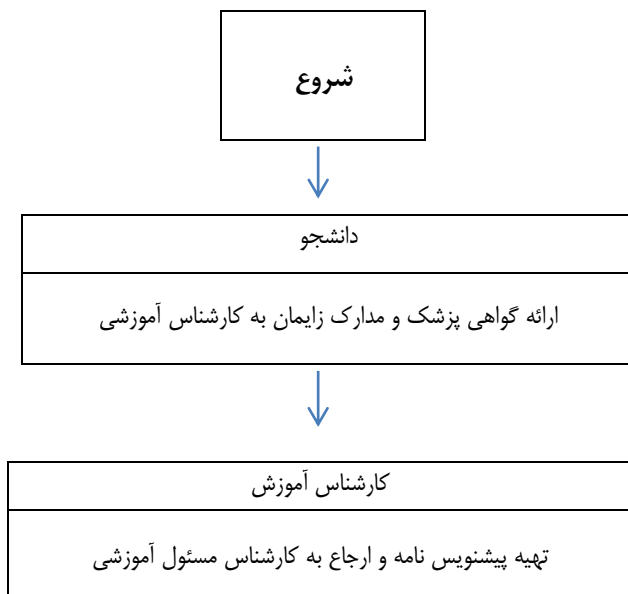 شروع
دانشجو
ارائه گواهی پزشک و مدارک زایمان به کارشناس آموزشی
کارشناس آموزش
تهیه پیشنویس نامه و ارجاع به کارشناس مسئول آموزشی